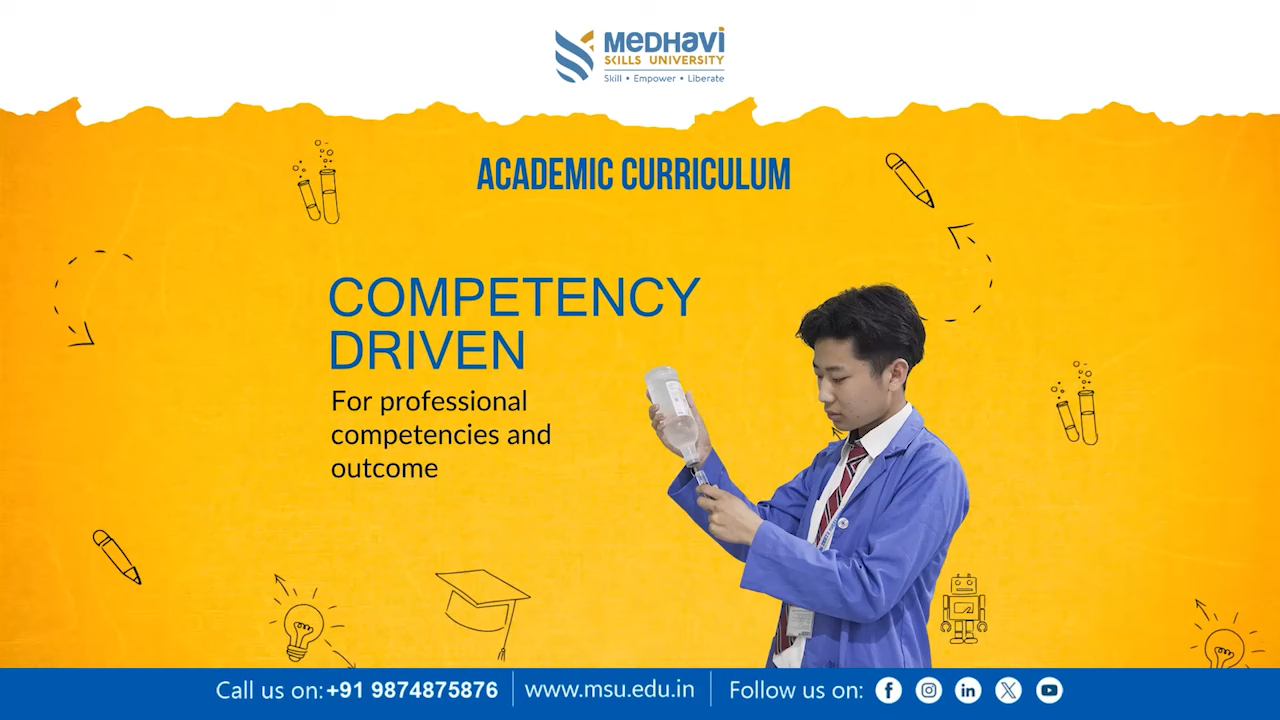 MEDHAVI
SKILLS UNIVERSITY
Skill • Empower • Liberate
ACADEMIC CURRICULUM
COMPETENCY
DRIVEN
For professional
competencies and
outcome
Call us on: +91 9874875876 www.msu.edu.in Follow us on: